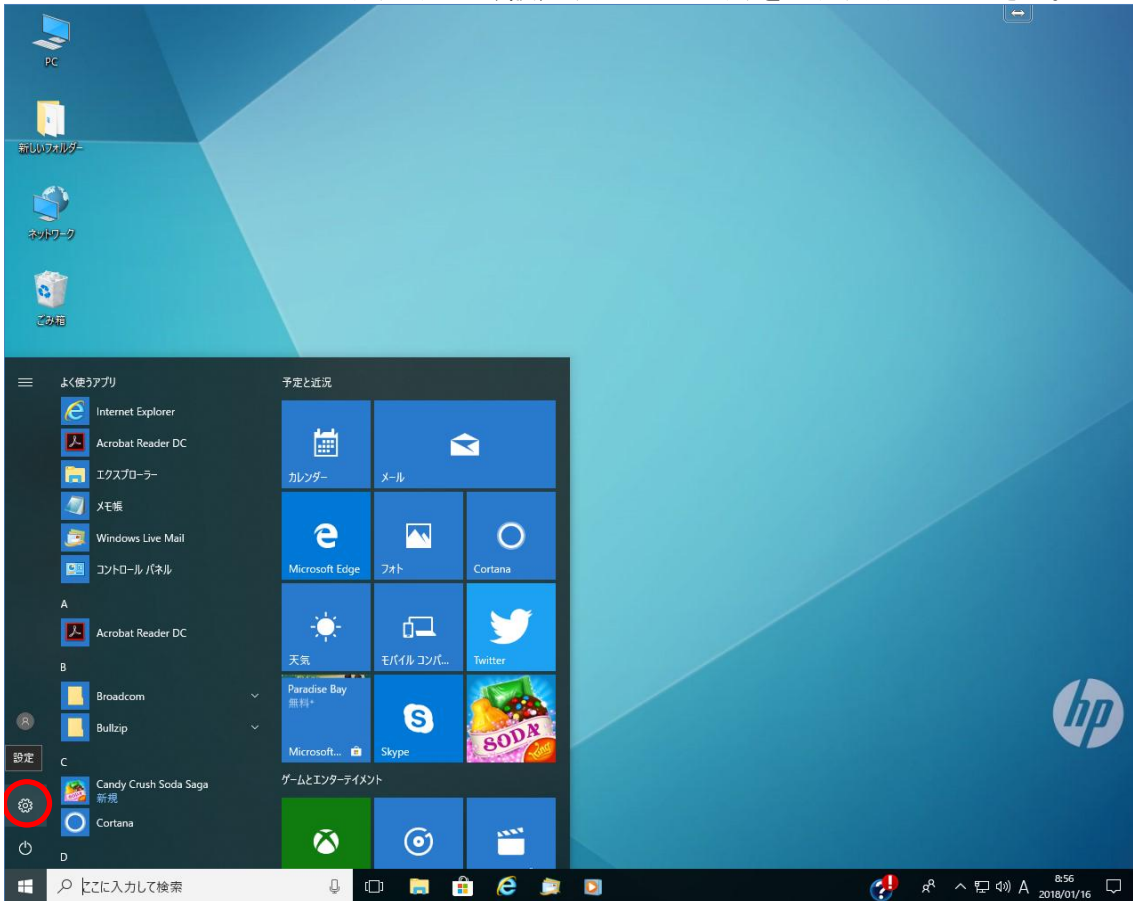 PC
新しいフォルダー
ネットワーク
ごみ箱
よく使うアプリ
Internet Explorer
Acrobat Reader DC
エクスプローラー
メモ帳
Windows Live Mail
コントロール パネル
A
Acrobat Reader DC
B
Broadcom
Bullzip
設定
C
Candy Crush Soda Saga
新規
Cortana
D
予定と近況
カレンダー
メール
Microsoft Edge
フォト
Cortana
天気
モバイル コンパ...
Twitter
Paradise Bay
無料*
Microsoft...
Skype
SODA
King
ゲームとエンターテイメント
hp
ここに入力して検索
A
8:56
2018/01/16